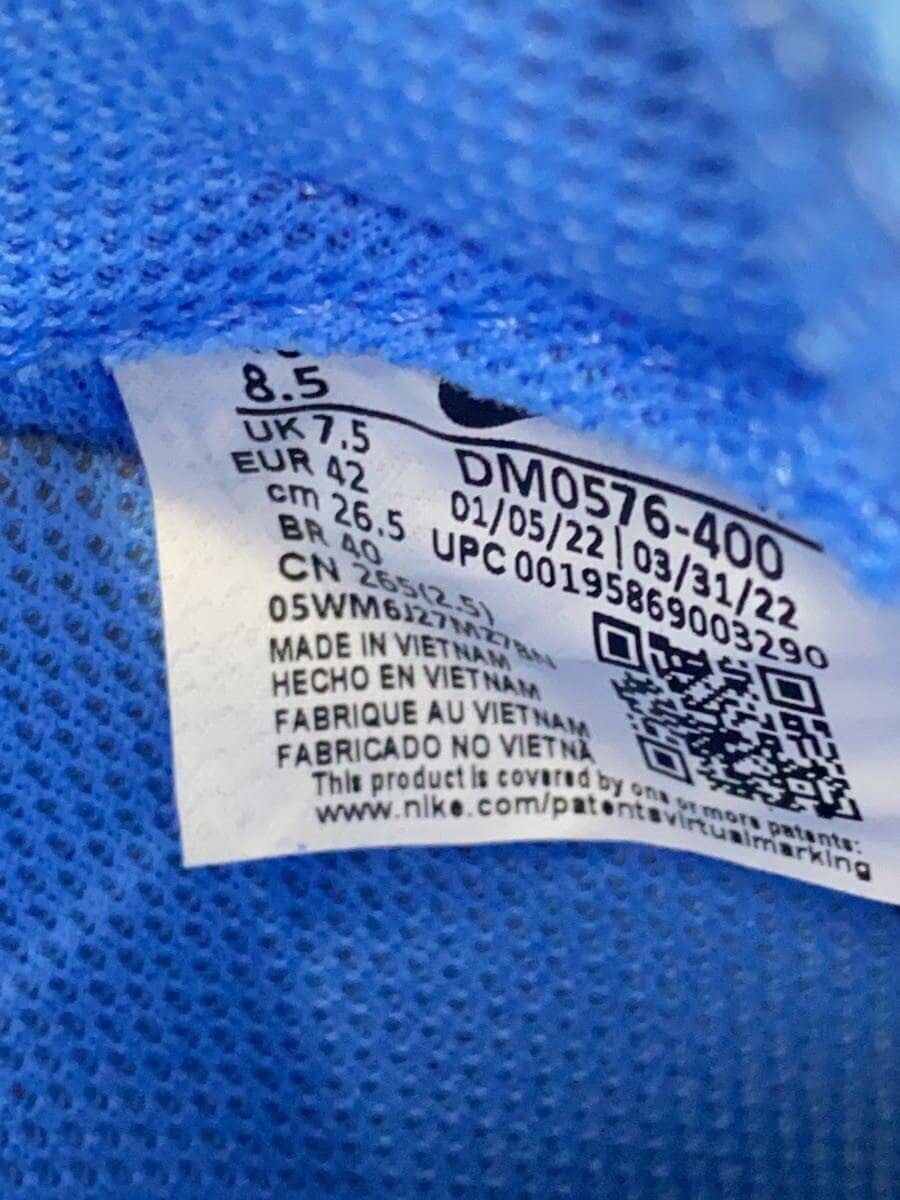 8.5
UK 7.5
EUR 42
cm 26.5
BR 40
CN 265(2.5)
DM0576-400
01/05/22 | 03/31/22
UPC 00195869003290
05WM6J27M27BN
MADE IN VIETNAM
HECHO EN VIETNAM
FABRIQUE AU VIETNAM
FABRICADO NO VIETNÃ
This product is covered by one or more patents:
www.nike.com/patentsvirtualmarking